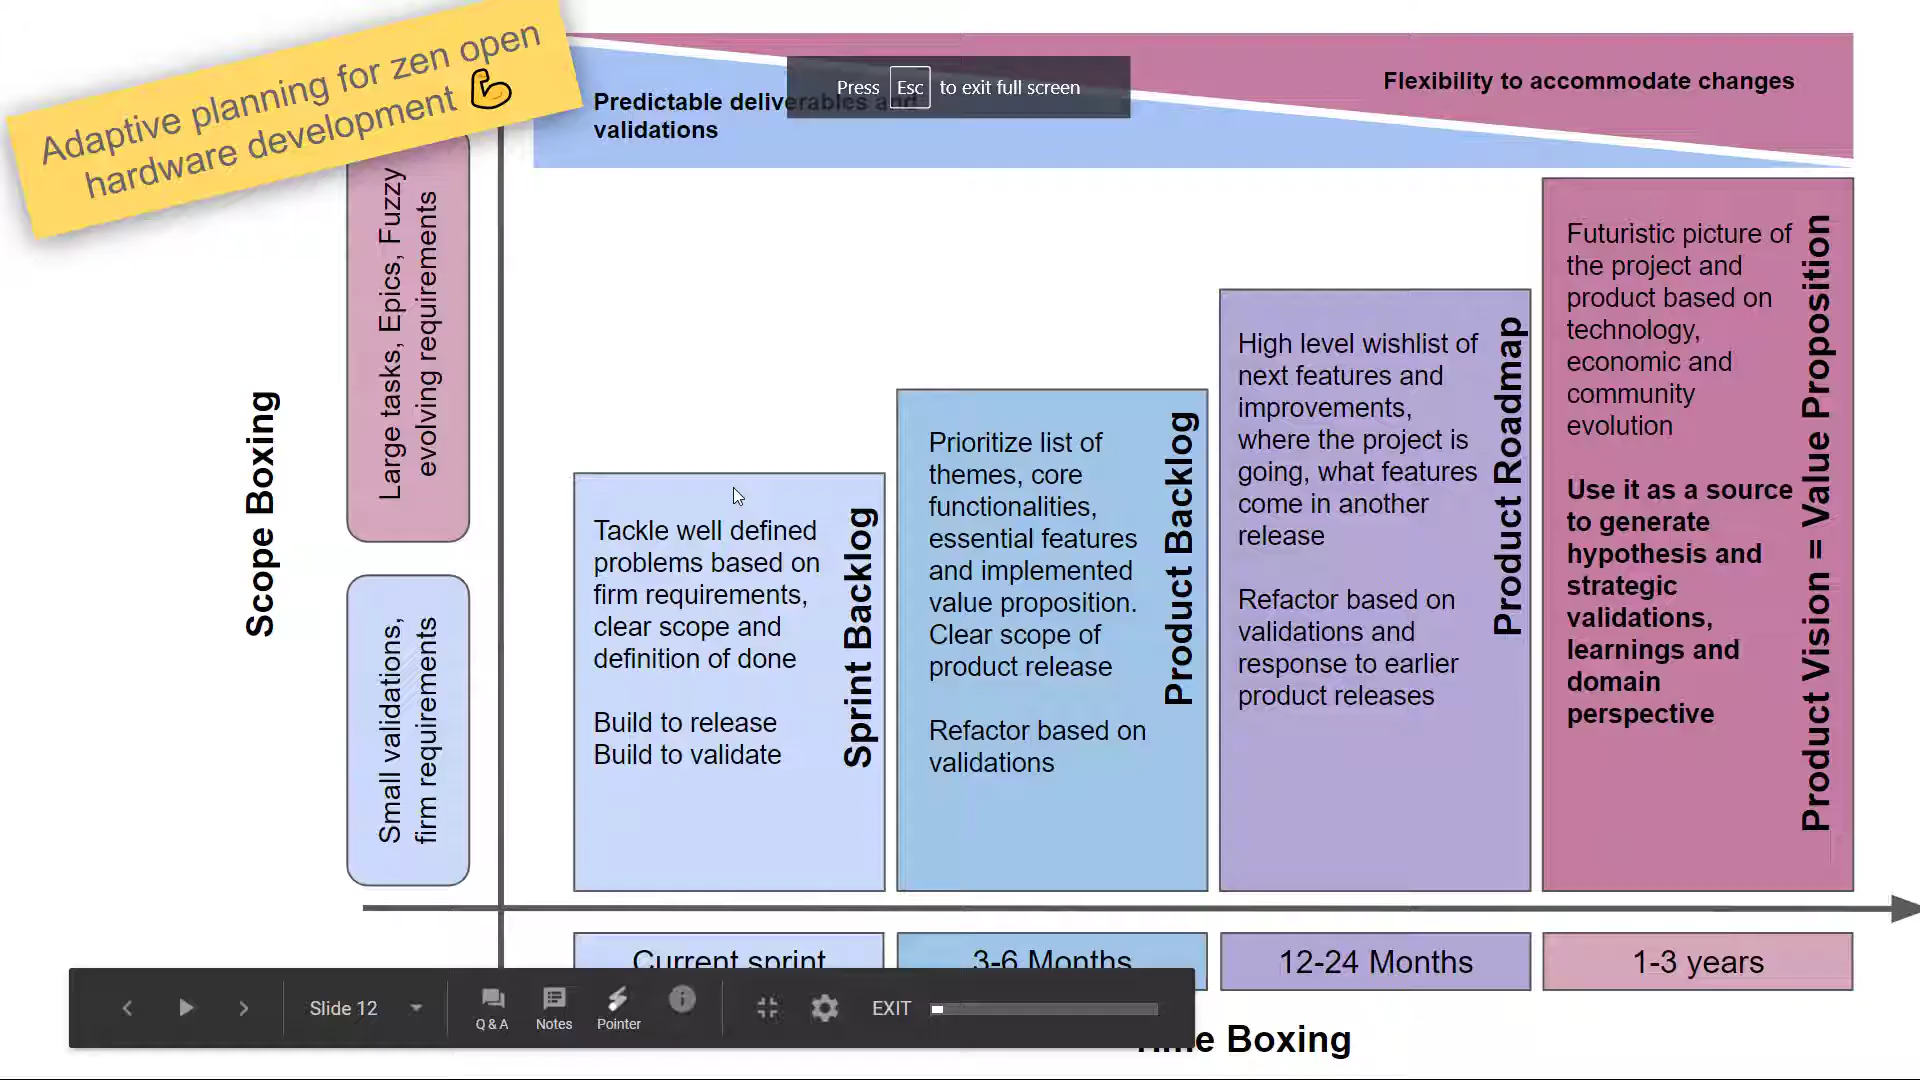 Adaptive planning for zen open
hardware development
Predictable deliverables and
validations
Press Esc to exit full screen
Flexibility to accommodate changes
Scope Boxing
Large tasks, Epics, Fuzzy
evolving requirements
Small validations,
firm requirements
Tackle well defined
problems based on
firm requirements,
clear scope and
definition of done
Build to release
Build to validate
Sprint Backlog
Prioritize list of
themes, core
functionalities,
essential features
and implemented
value proposition.
Clear scope of
product release
Refactor based on
validations
Product Backlog
High level wishlist of
next features and
improvements,
where the project is
going, what features
come in another
release
Refactor based on
validations and
response to earlier
product releases
Product Roadmap
Futuristic picture of
the project and
product based on
technology,
economic and
community
evolution
Use it as a source
to generate
hypothesis and
strategic
validations,
learnings and
domain
perspective
Product Vision = Value Proposition
Current sprint
3-6 Months
12-24 Months
1-3 years
Slide 12
Q & A
Notes
Pointer
EXIT
Time Boxing